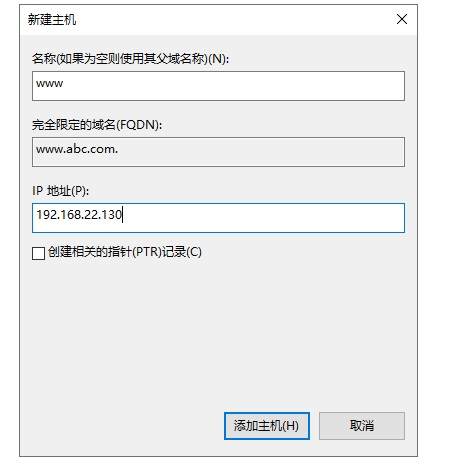 新建主机
名称(如果为空则使用其父域名称)(N):
www
完全限定的域名(FQDN):
www.abc.com.
IP 地址(P):
192.168.22.130
创建相关的指针(PTR)记录(C)
添加主机(H)
取消